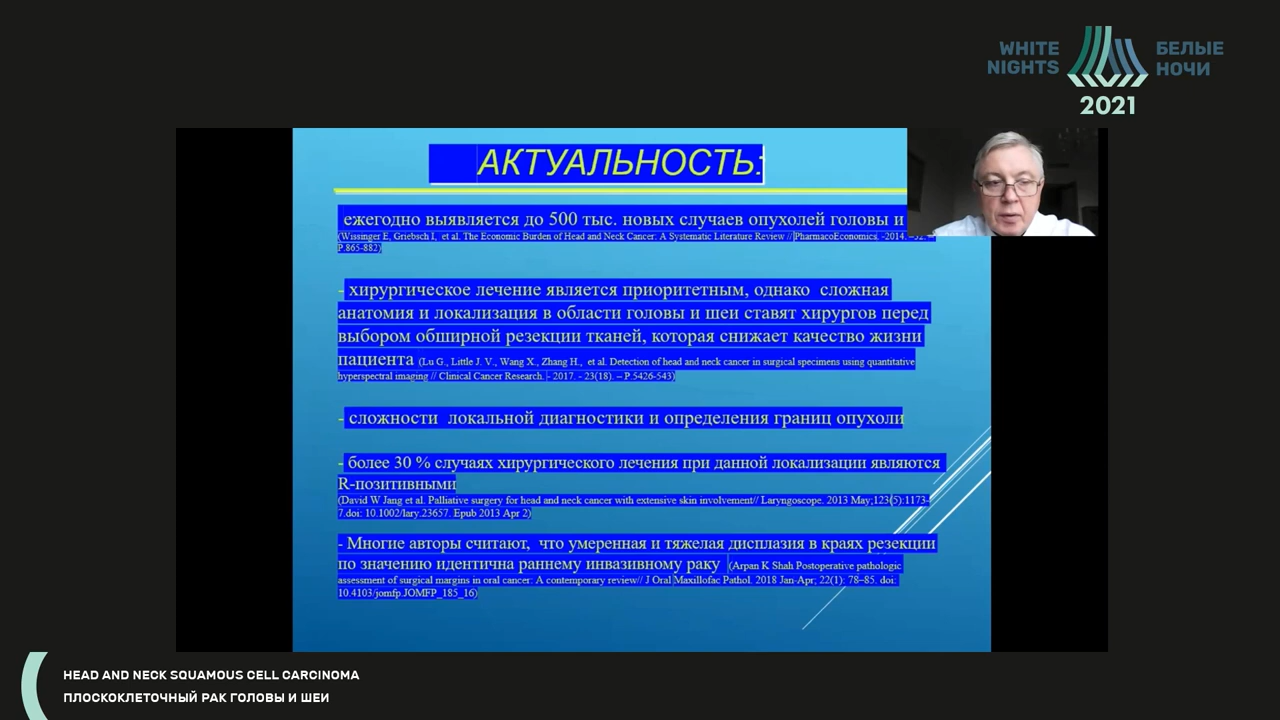 WHITE NIGHTS
БЕЛЫЕ НОЧИ
2021
АКТУАЛЬНОСТЬ:
ежегодно выявляется до 500 тыс. новых случаев опухолей головы и
(Wissinger E, Griebsch I, et al. The Economic Burden of Head and Neck Cancer: A Systematic Literature Review // PharmacoEconomics. -2014. –32. –
P.865-882)
- хирургическое лечение является приоритетным, однако сложная
анатомия и локализация в области головы и шеи ставят хирургов перед
выбором обширной резекции тканей, которая снижает качество жизни
пациента (Lu G., Little J. V., Wang X., Zhang H., et al. Detection of head and neck cancer in surgical specimens using quantitative
hyperspectral imaging // Clinical Cancer Research. - 2017. - 23(18). – P.5426-543)
- сложности локальной диагностики и определения границ опухоли
- более 30 % случаях хирургического лечения при данной локализации являются
R-позитивными
(David W Jang et al. Palliative surgery for head and neck cancer with extensive skin involvement// Laryngoscope. 2013 May;123(5):1173-
7.doi: 10.1002/lary.23657. Epub 2013 Apr 2)
- Многие авторы считают, что умеренная и тяжелая дисплазия в краях резекции
по значению идентична раннему инвазивному раку (Arpan K Shah Postoperative pathologic
assessment of surgical margins in oral cancer: A contemporary review// J Oral Maxillofac Pathol. 2018 Jan-Apr; 22(1): 78–85. doi:
10.4103/jomfp.JOMFP_185_16)
HEAD AND NECK SQUAMOUS CELL CARCINOMA
ПЛОСКОКЛЕТОЧНЫЙ РАК ГОЛОВЫ И ШЕИ